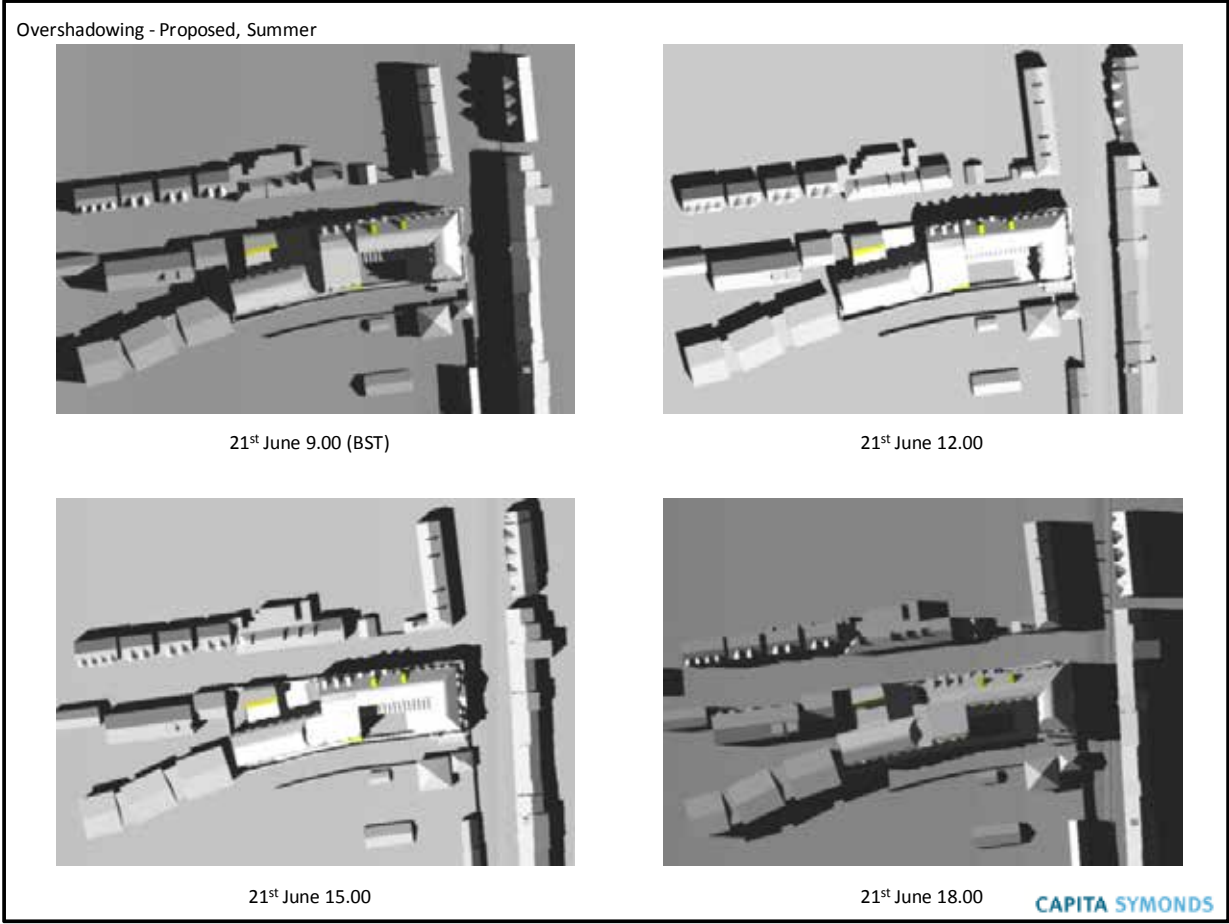 Overshadowing - Proposed, Summer
21st June 9.00 (BST)
21st June 12.00
21st June 15.00
21st June 18.00
CAPITA SYMONDS